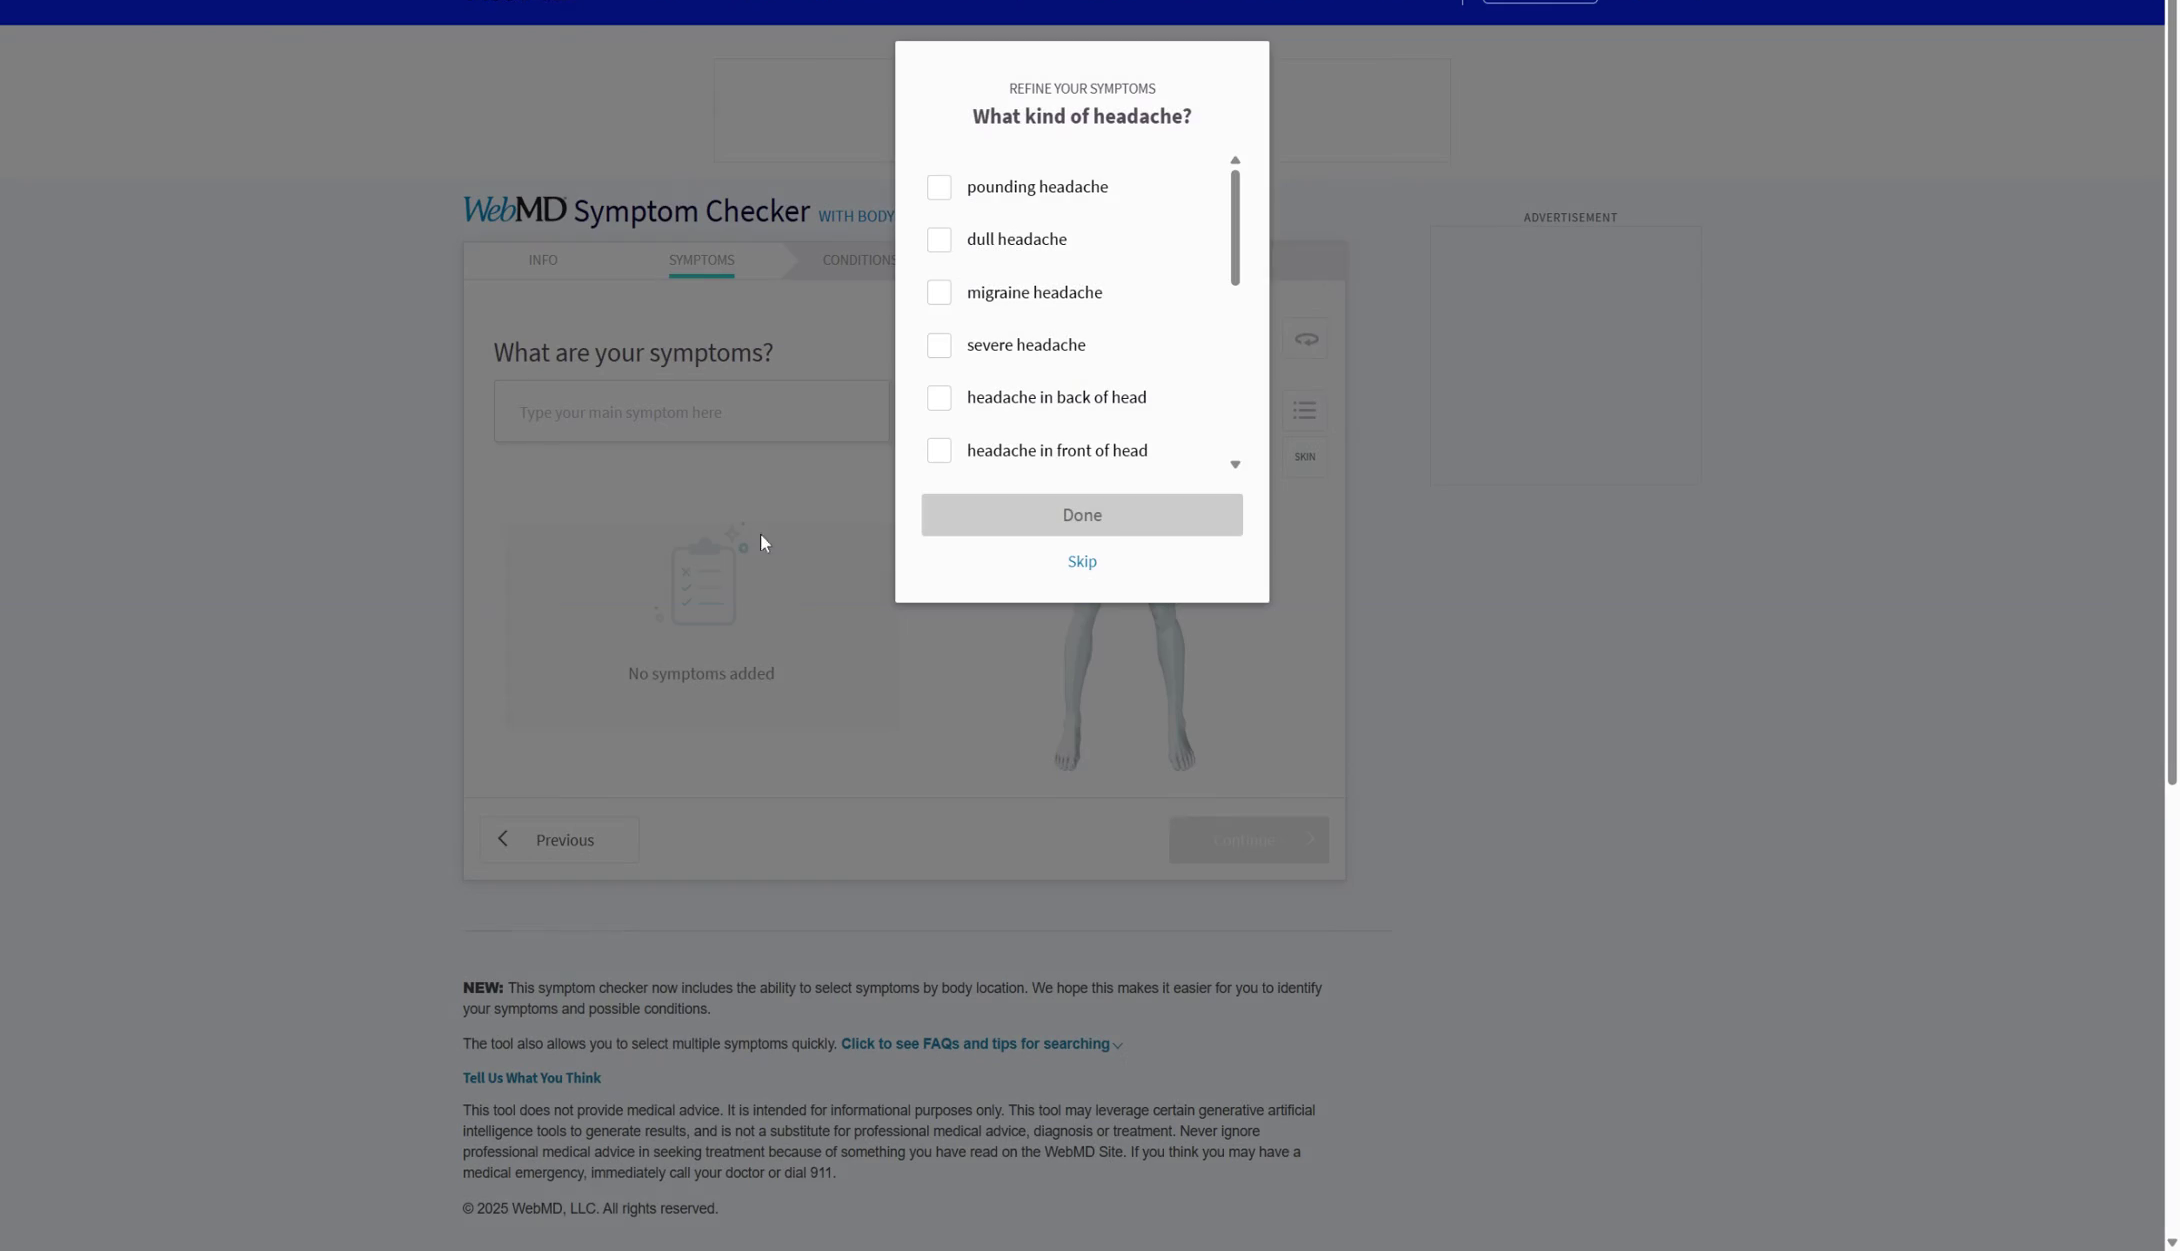 REFINE YOUR SYMPTOMS
What kind of headache?
pounding headache
dull headache
migraine headache
severe headache
headache in back of head
headache in front of head
Done
Skip
WebMD Symptom Checker WITH BODY
ADVERTISEMENT
INFO
SYMPTOMS
CONDITIONS
What are your symptoms?
Type your main symptom here
SKIN
No symptoms added
Previous
Continue
NEW: This symptom checker now includes the ability to select symptoms by body location. We hope this makes it easier for you to identify
your symptoms and possible conditions.
The tool also allows you to select multiple symptoms quickly. Click to see FAQs and tips for searching
Tell Us What You Think
This tool does not provide medical advice. It is intended for informational purposes only. This tool may leverage certain generative artificial
intelligence tools to generate results, and is not a substitute for professional medical advice, diagnosis or treatment. Never ignore
professional medical advice in seeking treatment because of something you have read on the WebMD Site. If you think you may have a
medical emergency, immediately call your doctor or dial 911.
© 2025 WebMD, LLC. All rights reserved.